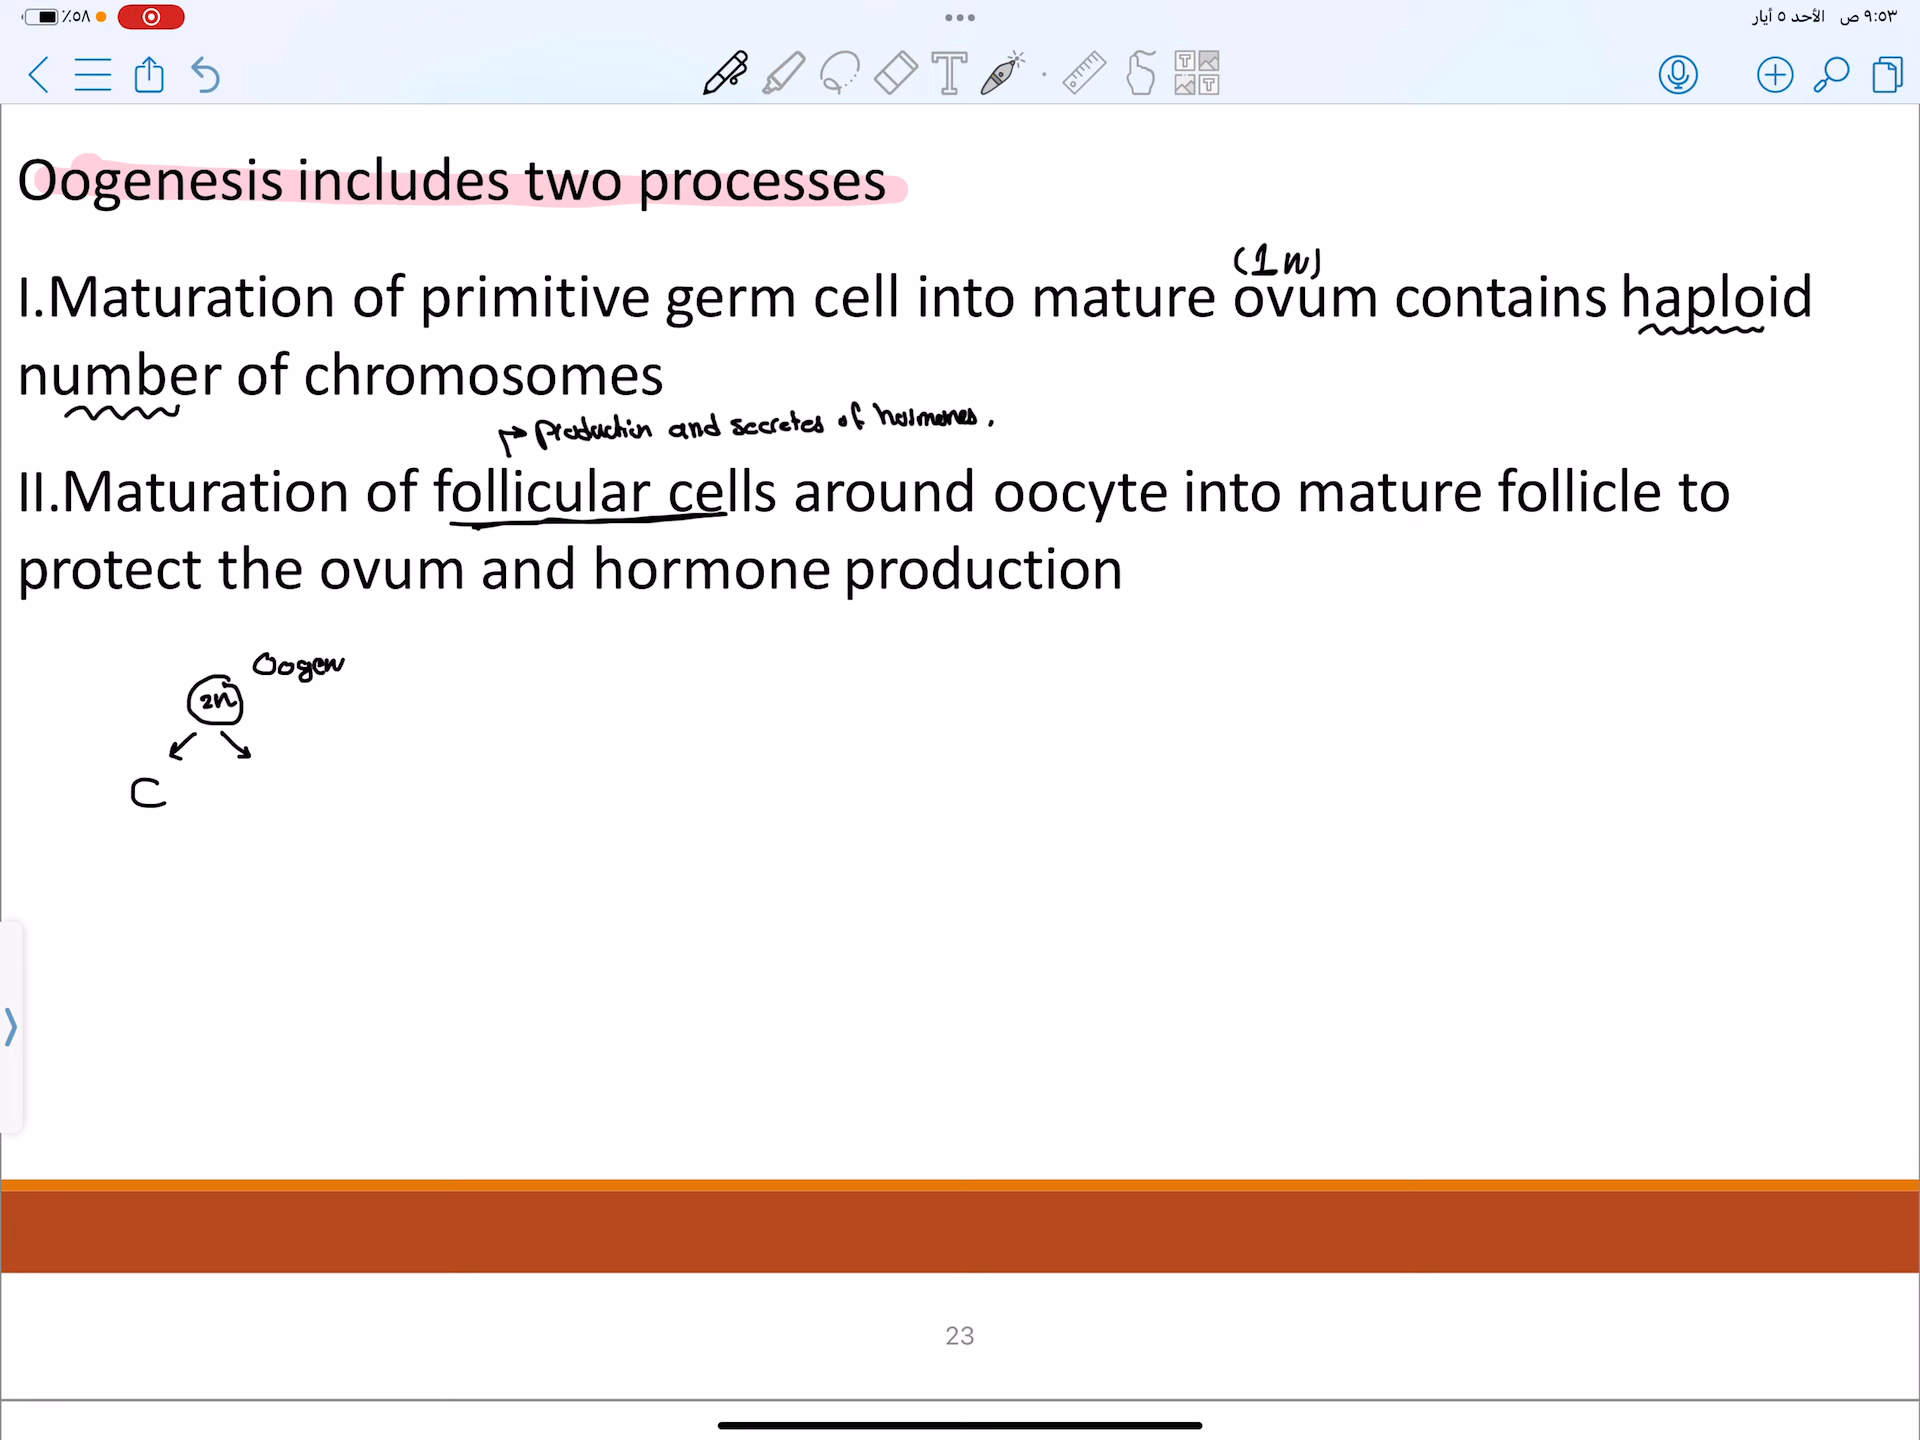 ٪٥٨
٩:٥٣ ص الأحد ٥ أيار
Oogenesis includes two processes
(1n)
I.Maturation of primitive germ cell into mature ovum contains haploid
number of chromosomes
production and secretes of hormones.
II.Maturation of follicular cells around oocyte into mature follicle to
protect the ovum and hormone production
Oogen
2n
C
23